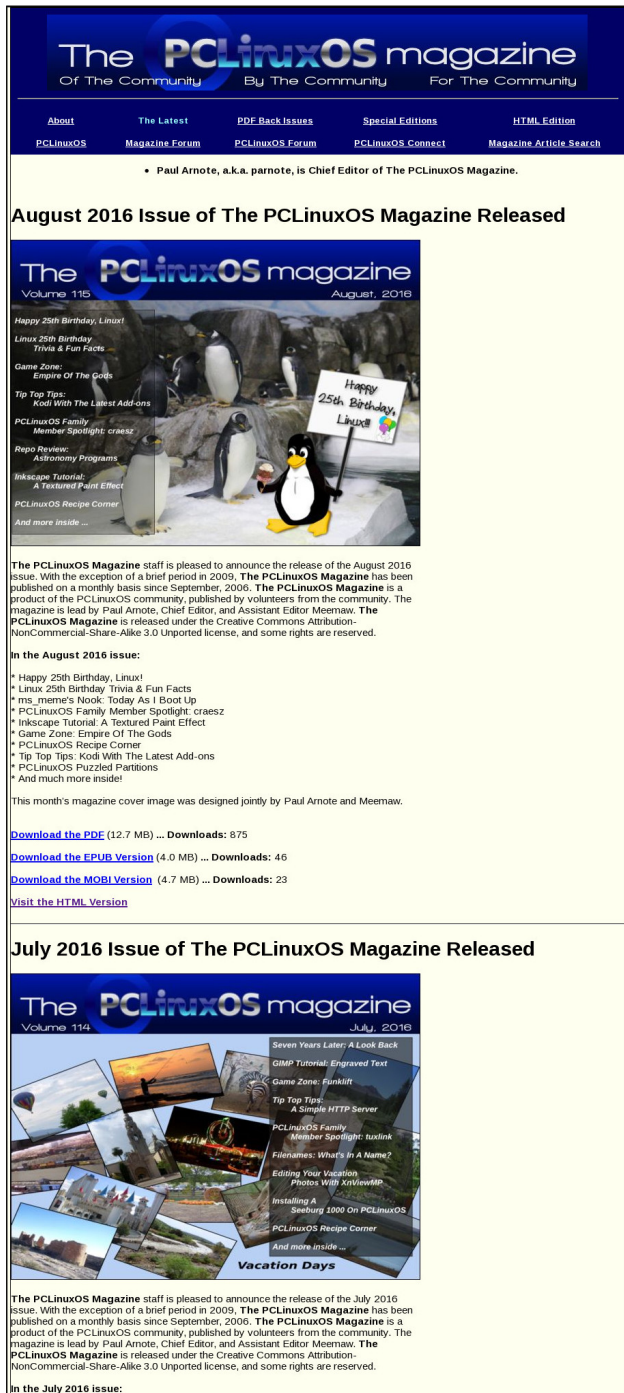 The PCLinuxOS magazine
Of The Community By The Community For The Community
About The Latest PDF Back Issues Special Editions HTML Edition
PCLinuxOS Magazine Forum PCLinuxOS Forum PCLinuxOS Connect Magazine Article Search
• Paul Arnote, a.k.a. parnote, is Chief Editor of The PCLinuxOS Magazine.
August 2016 Issue of The PCLinuxOS Magazine Released
The PCLinuxOS magazine
Volume 115 August, 2016
Happy 25th Birthday, Linux!
Linux 25th Birthday
Trivia & Fun Facts
Game Zone:
Empire Of The Gods
Tip Top Tips:
Kodi With The Latest Add-ons
PCLinuxOS Family
Member Spotlight: craesz
Repo Review:
Astronomy Programs
Inkscape Tutorial:
A Textured Paint Effect
PCLinuxOS Recipe Corner
And more inside ...
Happy
25th Birthday,
Linux!!!
The PCLinuxOS Magazine staff is pleased to announce the release of the August 2016
issue. With the exception of a brief period in 2009, The PCLinuxOS Magazine has been
published on a monthly basis since September, 2006. The PCLinuxOS Magazine is a
product of the PCLinuxOS community, published by volunteers from the community. The
magazine is lead by Paul Arnote, Chief Editor, and Assistant Editor Meemaw. The
PCLinuxOS Magazine is released under the Creative Commons Attribution-
NonCommercial-Share-Alike 3.0 Unported license, and some rights are reserved.
In the August 2016 issue:
* Happy 25th Birthday, Linux!
* Linux 25th Birthday Trivia & Fun Facts
* ms_meme's Nook: Today As I Boot Up
* PCLinuxOS Family Member Spotlight: craesz
* Inkscape Tutorial: A Textured Paint Effect
* Game Zone: Empire Of The Gods
* PCLinuxOS Recipe Corner
* Tip Top Tips: Kodi With The Latest Add-ons
* PCLinuxOS Puzzled Partitions
* And much more inside!
This month's magazine cover image was designed jointly by Paul Arnote and Meemaw.
Download the PDF (12.7 MB) ... Downloads: 875
Download the EPUB Version (4.0 MB) ... Downloads: 46
Download the MOBI Version (4.7 MB) ... Downloads: 23
Visit the HTML Version
July 2016 Issue of The PCLinuxOS Magazine Released
The PCLinuxOS magazine
Volume 114 July, 2016
Seven Years Later: A Look Back
GIMP Tutorial: Engraved Text
Game Zone: Funklift
Tip Top Tips:
A Simple HTTP Server
PCLinuxOS Family
Member Spotlight: tuxlink
Filenames: What's In A Name?
Editing Your Vacation
Photos With XnViewMP
Installing A
Seeburg 1000 On PCLinuxOS
PCLinuxOS Recipe Corner
And more inside ...
Vacation Days
The PCLinuxOS Magazine staff is pleased to announce the release of the July 2016
issue. With the exception of a brief period in 2009, The PCLinuxOS Magazine has been
published on a monthly basis since September, 2006. The PCLinuxOS Magazine is a
product of the PCLinuxOS community, published by volunteers from the community. The
magazine is lead by Paul Arnote, Chief Editor, and Assistant Editor Meemaw. The
PCLinuxOS Magazine is released under the Creative Commons Attribution-
NonCommercial-Share-Alike 3.0 Unported license, and some rights are reserved.
In the July 2016 issue: